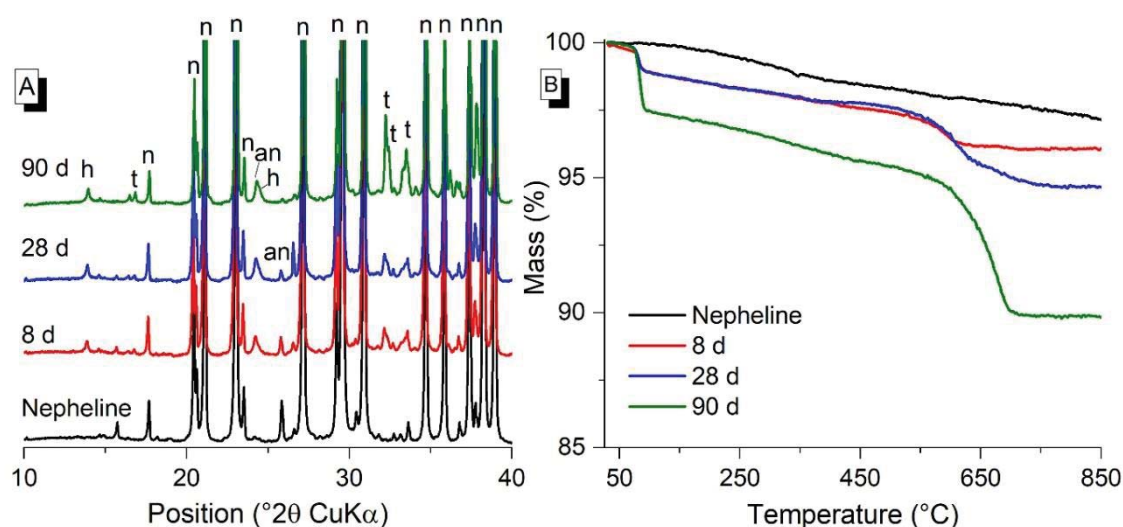 A
n n n n n n n n
n
90 d h t n n an h t t t
28 d an
8 d
Nepheline
10 20 30 40
Position (°2θ CuKα)
B
100
95
90
85
Mass (%)
Nepheline
8 d
28 d
90 d
50 250 450 650 850
Temperature (°C)